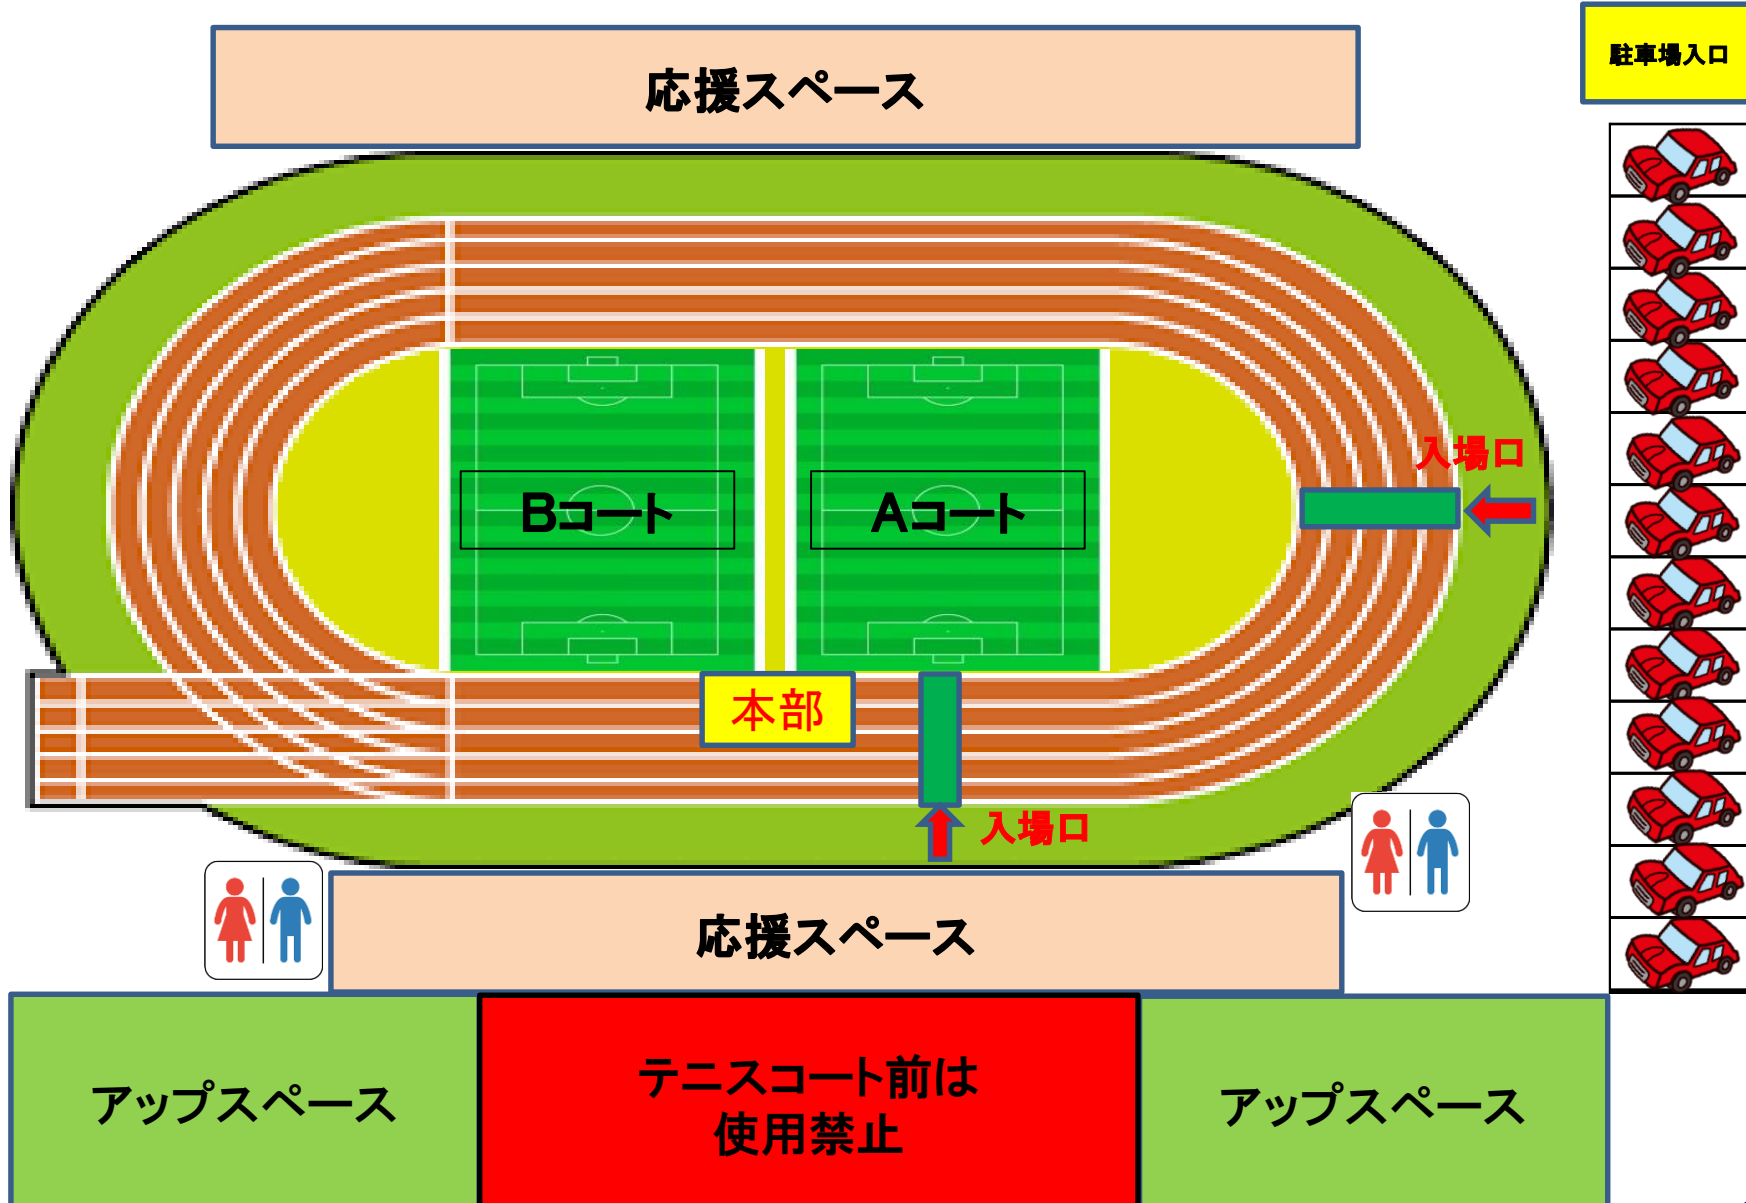 駐車場入口
応援スペース
入場口
Bコート
Aコート
本部
入場口
応援スペース
アップスペース
テニスコート前は
使用禁止
アップスペース